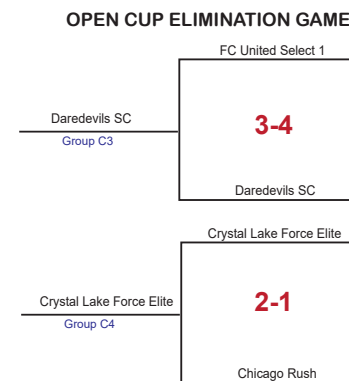 OPEN CUP ELIMINATION GAME
FC United Select 1
Daredevils SC
3-4
Group C3
Daredevils SC
Crystal Lake Force Elite
Crystal Lake Force Elite
2-1
Group C4
Chicago Rush